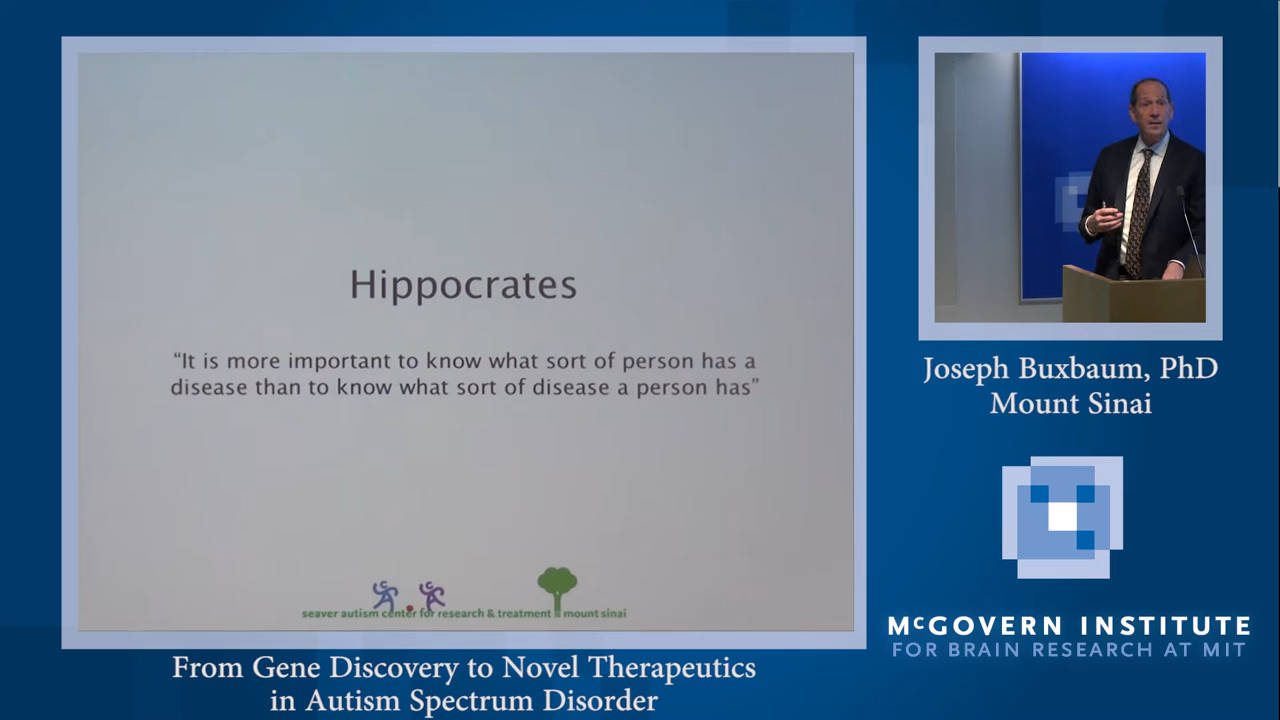 Hippocrates
“It is more important to know what sort of person has a
disease than to know what sort of disease a person has”
seaver autism center for research & treatment mount sinai
From Gene Discovery to Novel Therapeutics
in Autism Spectrum Disorder
Joseph Buxbaum, PhD
Mount Sinai
McGOVERN INSTITUTE
FOR BRAIN RESEARCH AT MIT